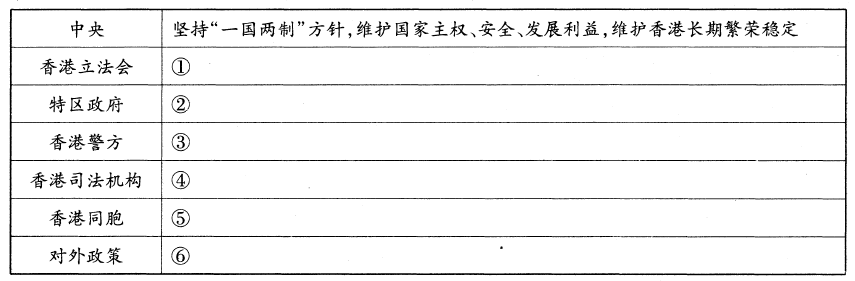 中央 坚持“一国两制”方针,维护国家主权、安全、发展利益,维护香港长期繁荣稳定
香港立法会 ①
特区政府 ②
香港警方 ③
香港司法机构 ④
香港同胞 ⑤
对外政策 ⑥